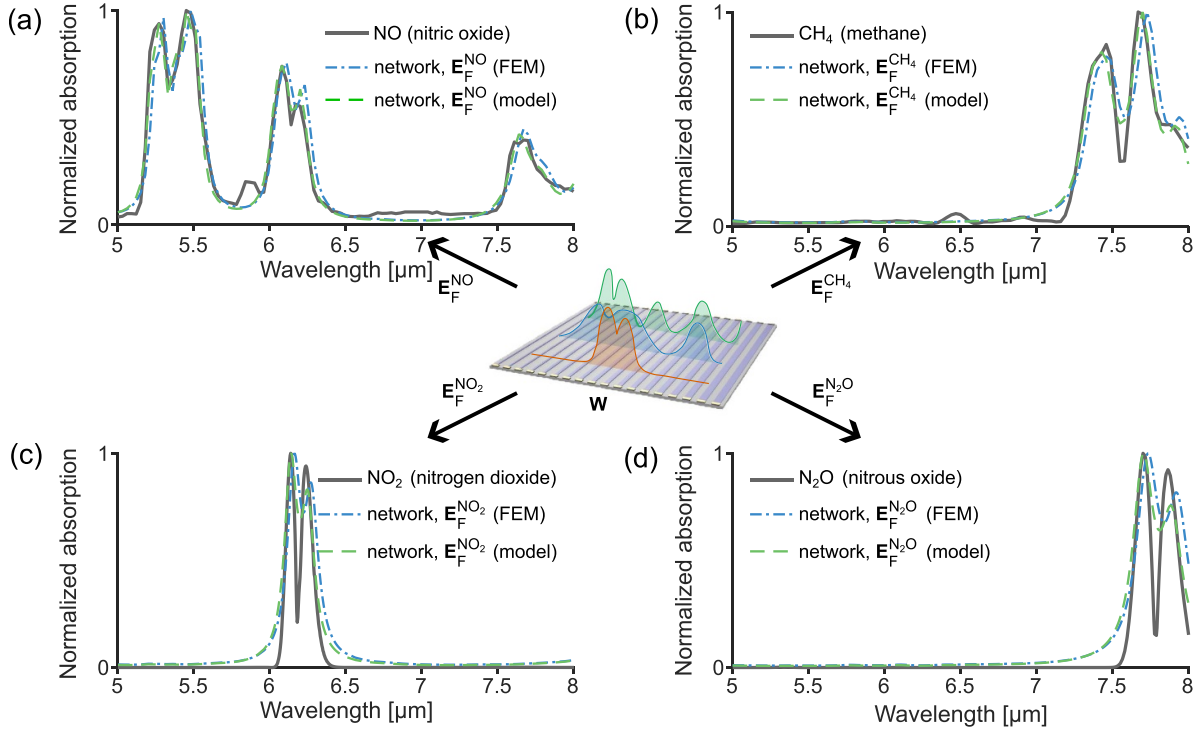 (a)
Normalized absorption
1
0
NO (nitric oxide)
network, E_F^NO (FEM)
network, E_F^NO (model)
5 5.5 6 6.5 7 7.5 8
Wavelength [μm]
(b)
Normalized absorption
1
0
CH₄ (methane)
network, E_F^CH₄ (FEM)
network, E_F^CH₄ (model)
5 5.5 6 6.5 7 7.5 8
Wavelength [μm]
E_F^NO
E_F^CH₄
E_F^NO₂
W
E_F^N₂O
(c)
Normalized absorption
1
0
NO₂ (nitrogen dioxide)
network, E_F^NO₂ (FEM)
network, E_F^NO₂ (model)
5 5.5 6 6.5 7 7.5 8
Wavelength [μm]
(d)
Normalized absorption
1
0
N₂O (nitrous oxide)
network, E_F^N₂O (FEM)
network, E_F^N₂O (model)
5 5.5 6 6.5 7 7.5 8
Wavelength [μm]